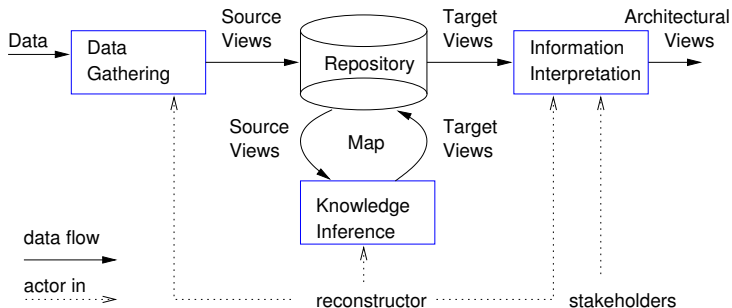 Data
Data
Gathering
Source
Views
Repository
Target
Views
Information
Interpretation
Architectural
Views
Source
Views
Map
Target
Views
Knowledge
Inference
data flow
actor in
reconstructor
stakeholders